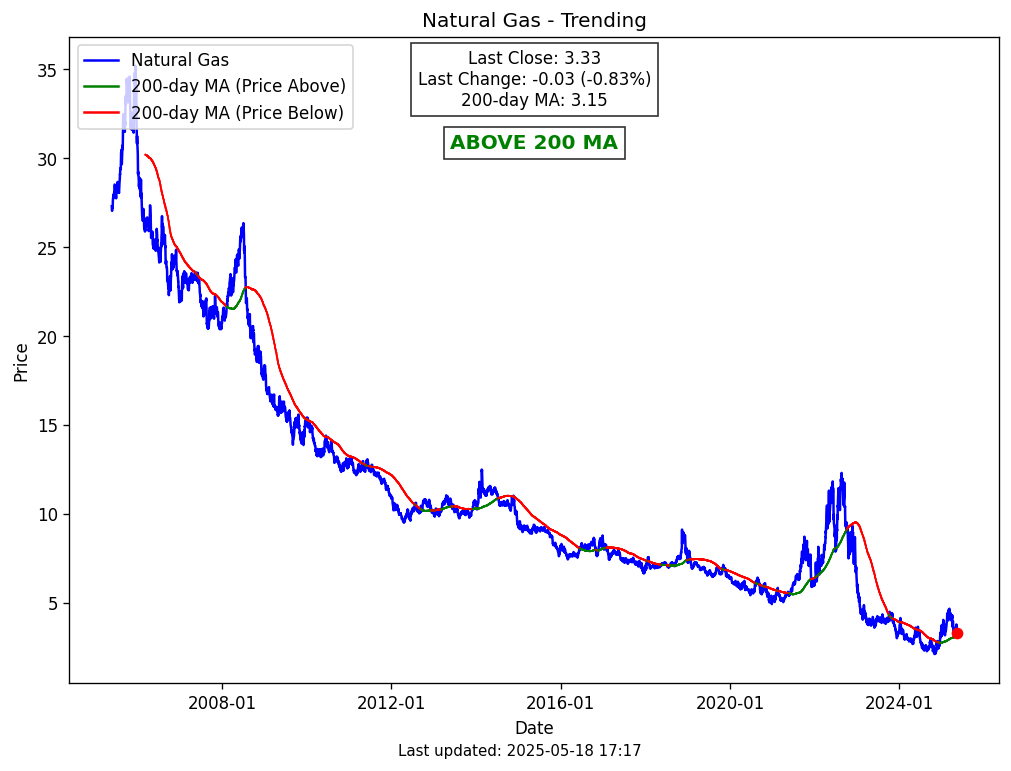 Natural Gas - Trending
Natural Gas
200-day MA (Price Above)
200-day MA (Price Below)
Last Close: 3.33
Last Change: -0.03 (-0.83%)
200-day MA: 3.15
ABOVE 200 MA
Price
35
30
25
20
15
10
5
2008-01
2012-01
2016-01
2020-01
2024-01
Date
Last updated: 2025-05-18 17:17